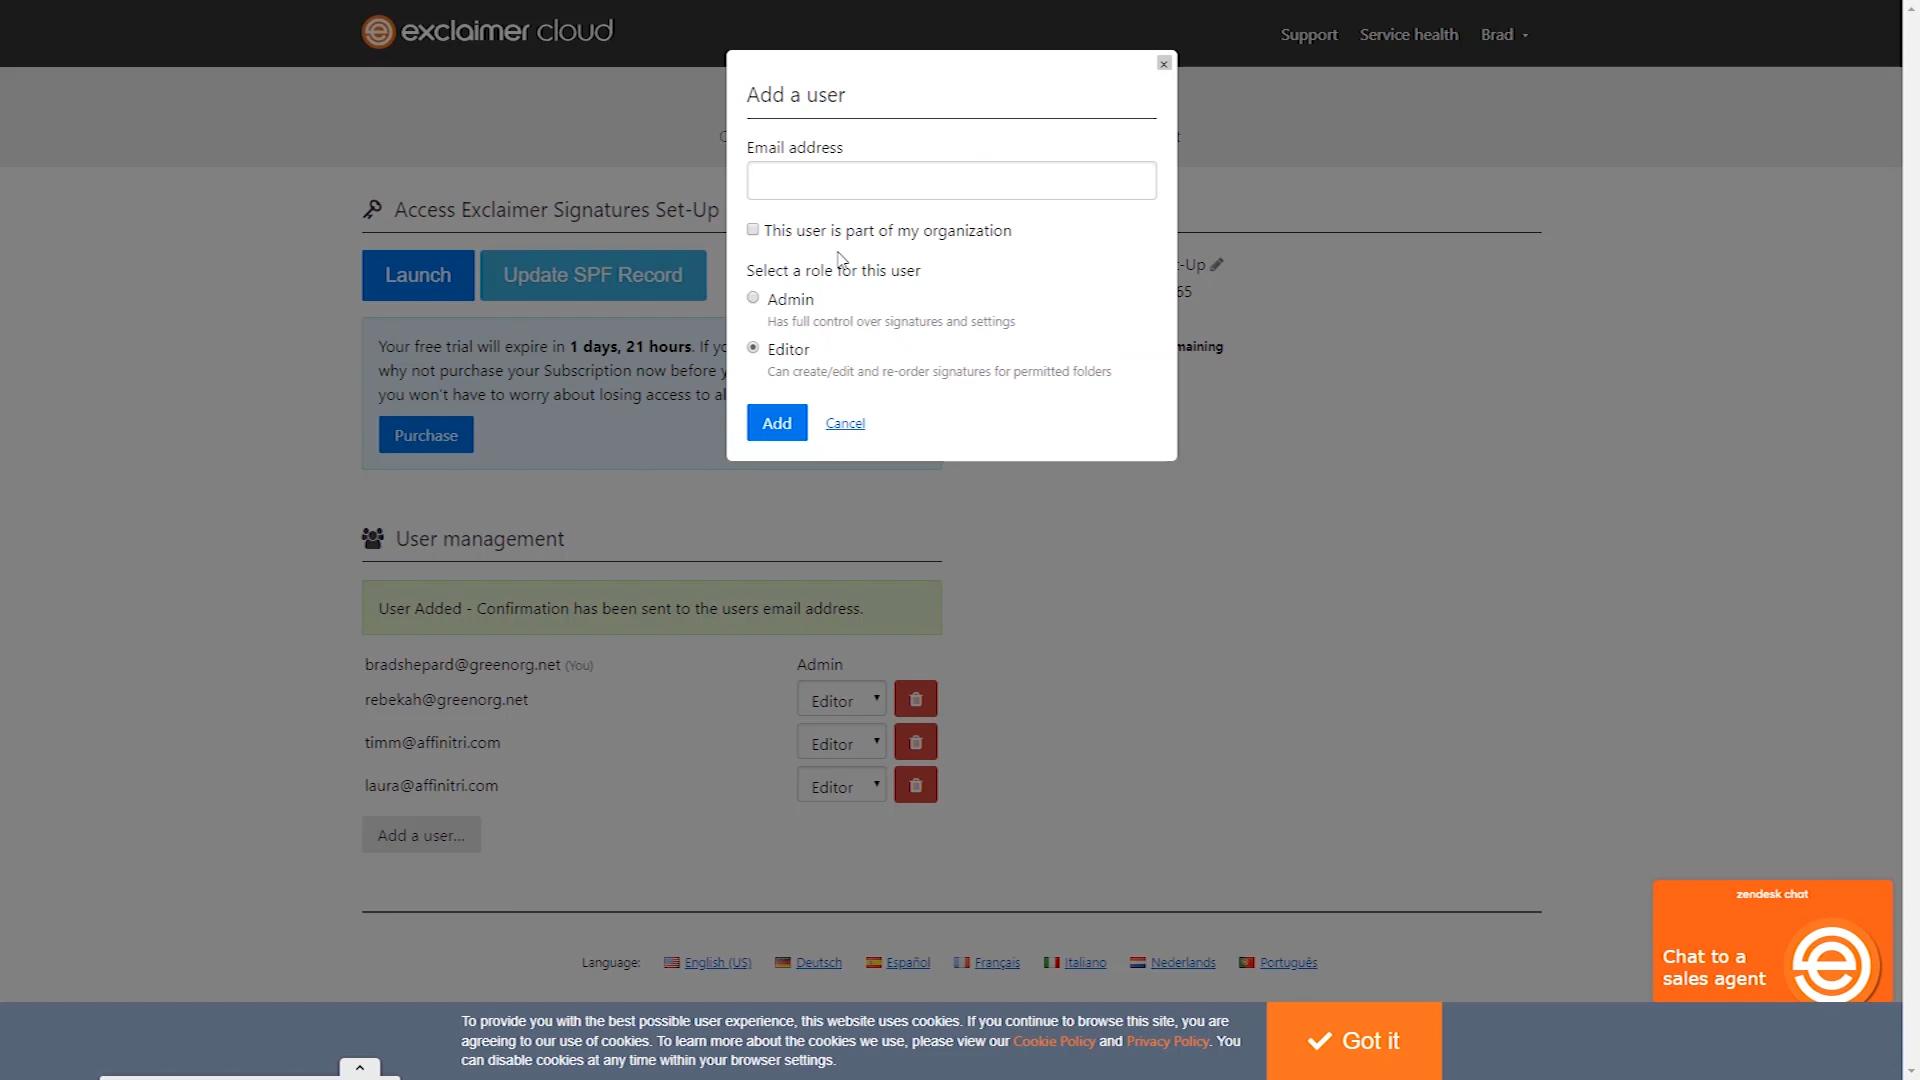 exclaimer cloud
Support
Service health
Brad
×
Add a user
Email address
This user is part of my organization
Select a role for this user
Admin
Has full control over signatures and settings
Editor
Can create/edit and re-order signatures for permitted folders
Add
Cancel
Access Exclaimer Signatures Set-Up
Launch
Update SPF Record
-Up
65
Your free trial will expire in 1 days, 21 hours. If
why not purchase your Subscription now before
you won't have to worry about losing access to
maining
Purchase
User management
User Added - Confirmation has been sent to the users email address.
bradshepard@greenorg.net (You)
Admin
rebekah@greenorg.net
Editor
timm@affinitri.com
Editor
laura@affinitri.com
Editor
Add a user...
zendesk chat
Chat to a
sales agent
Language: English (US) Deutsch Español Français Italiano Nederlands Português
To provide you with the best possible user experience, this website uses cookies. If you continue to browse this site, you are
agreeing to our use of cookies. To learn more about the cookies we use, please view our Cookie Policy and Privacy Policy. You
can disable cookies at any time within your browser settings.
Got it